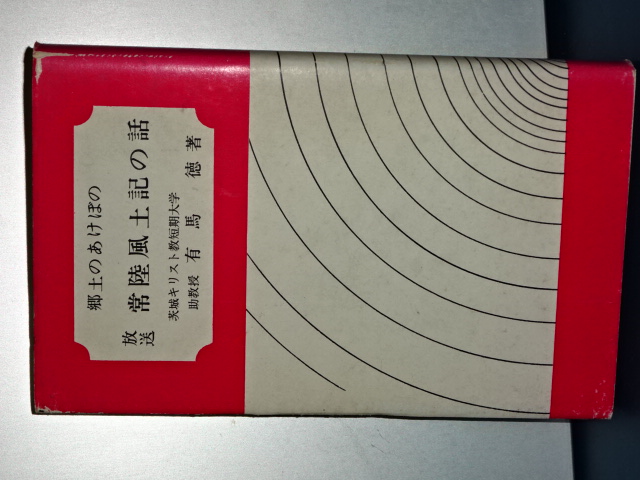 郷土のあけぼの
放送 常陸風土記の話
茨城キリスト教短期大学
助教授 有馬 徳 著